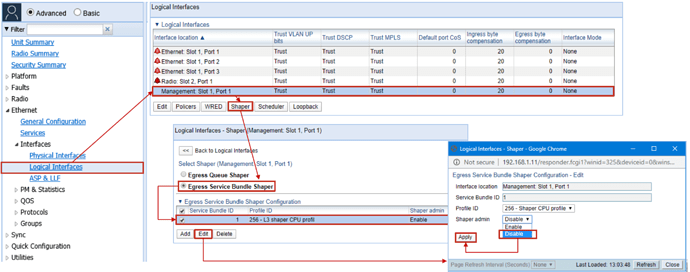 Advanced
Basic
Filter
Unit Summary
Radio Summary
Security Summary
Platform
Faults
Radio
Ethernet
General Configuration
Services
Interfaces
Physical Interfaces
Logical Interfaces
ASP & LLF
PM & Statistics
QOS
Protocols
Groups
Sync
Quick Configuration
Utilities
Logical Interfaces
Logical Interfaces
Interface location ▲ Trust VLAN UP bits Trust DSCP Trust MPLS Default port CoS Ingress byte compensation Egress byte compensation Interface Mode
Ethernet: Slot 1, Port 1 Trust Trust Trust 0 20 0 None
Ethernet: Slot 1, Port 2 Trust Trust Trust 0 20 0 None
Ethernet: Slot 1, Port 3 Trust Trust Trust 0 20 0 None
Radio: Slot 2, Port 1 Trust Trust Trust 0 20 0 None
Management: Slot 1, Port 1 Trust Trust Trust 0 20 0 None
Edit Policers WRED Shaper Scheduler Loopback
Logical Interfaces - Shaper (Management: Slot 1, Port 1)
<< Back to Logical Interfaces
Select Shaper (Management: Slot 1, Port 1)
Egress Queue Shaper
Egress Service Bundle Shaper
Egress Service Bundle Shaper Configuration
Service Bundle ID Profile ID Shaper admin
1 256 - L3 shaper CPU profil Enable
Add Edit Delete
Logical Interfaces - Shaper - Google Chrome
Not secure 192.168.1.11/responder.fcgi1?winid=325&deviceid=0&wins...
Egress Service Bundle Shaper Configuration - Edit
Interface location Management: Slot 1, Port 1
Service Bundle ID 1
Profile ID 256 - Shaper CPU profil
Shaper admin Disable
Enable
Disable
Apply
Page Refresh Interval (Seconds) None Last Loaded: 13:03:48 Refresh Close